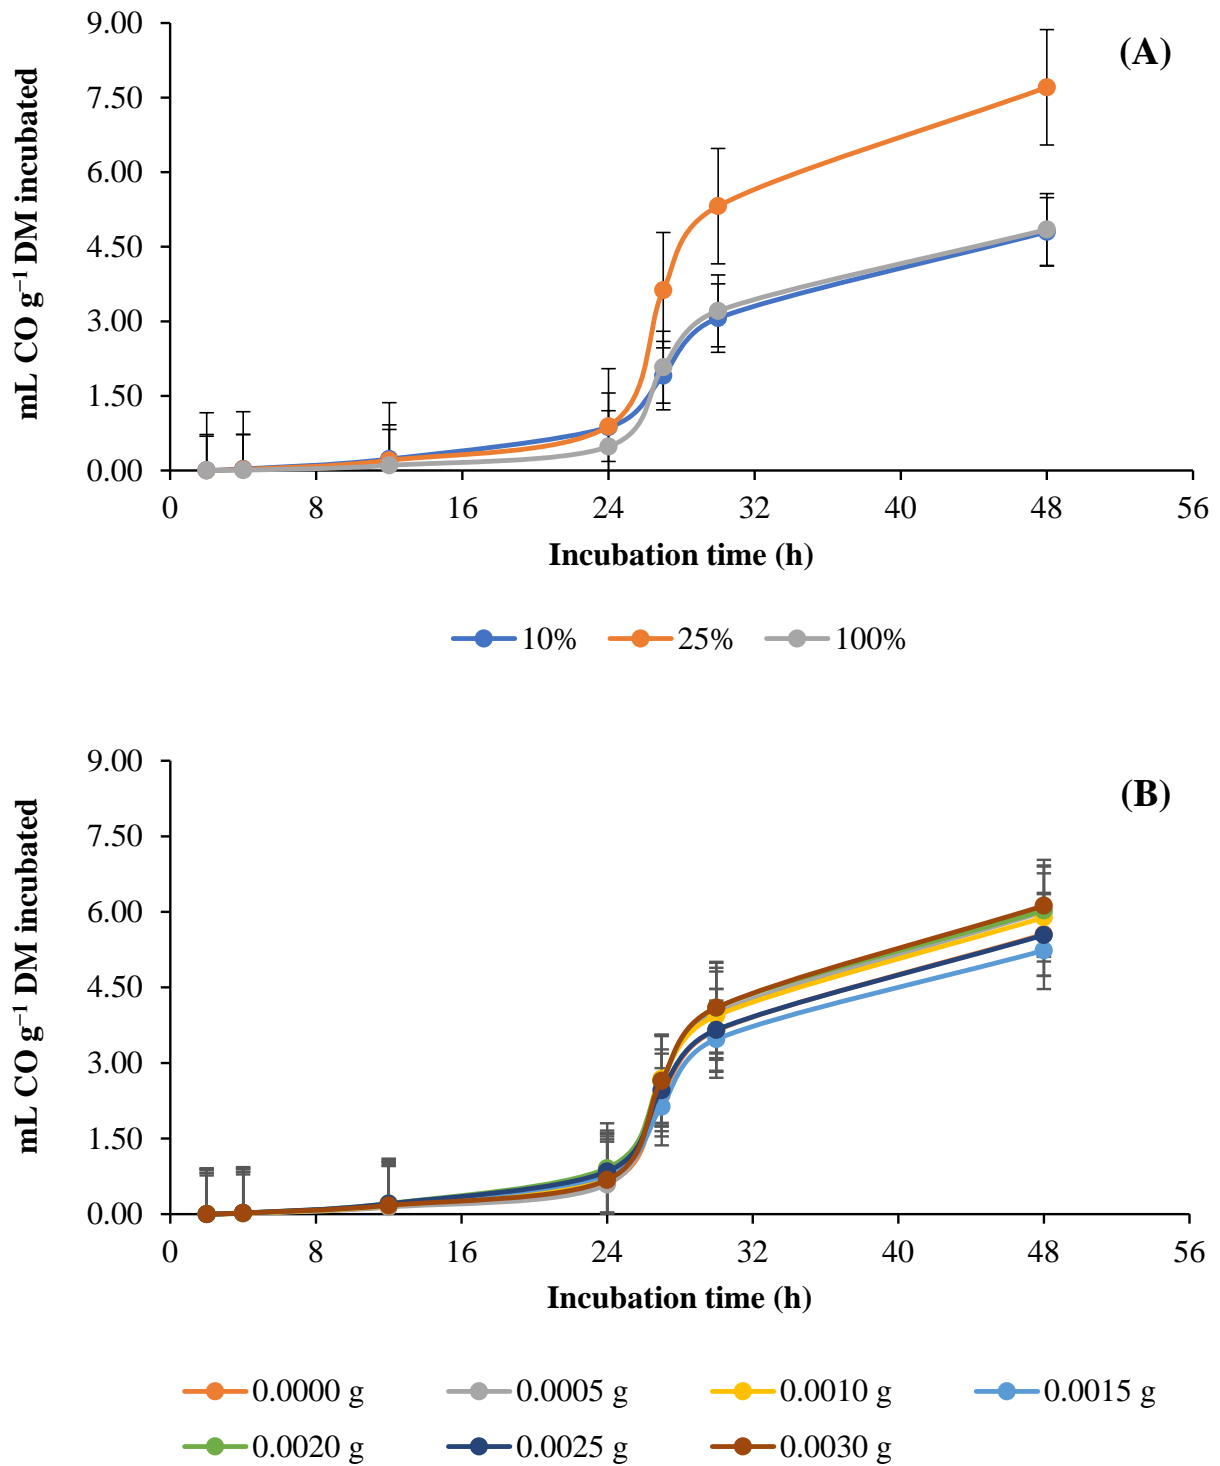 9.00
(A)
7.50
6.00
4.50
3.00
1.50
0.00
mL CO g⁻¹ DM incubated
0 8 16 24 32 40 48 56
Incubation time (h)
10% 25% 100%
9.00
(B)
7.50
6.00
4.50
3.00
1.50
0.00
mL CO g⁻¹ DM incubated
0 8 16 24 32 40 48 56
Incubation time (h)
0.0000 g 0.0005 g 0.0010 g 0.0015 g
0.0020 g 0.0025 g 0.0030 g